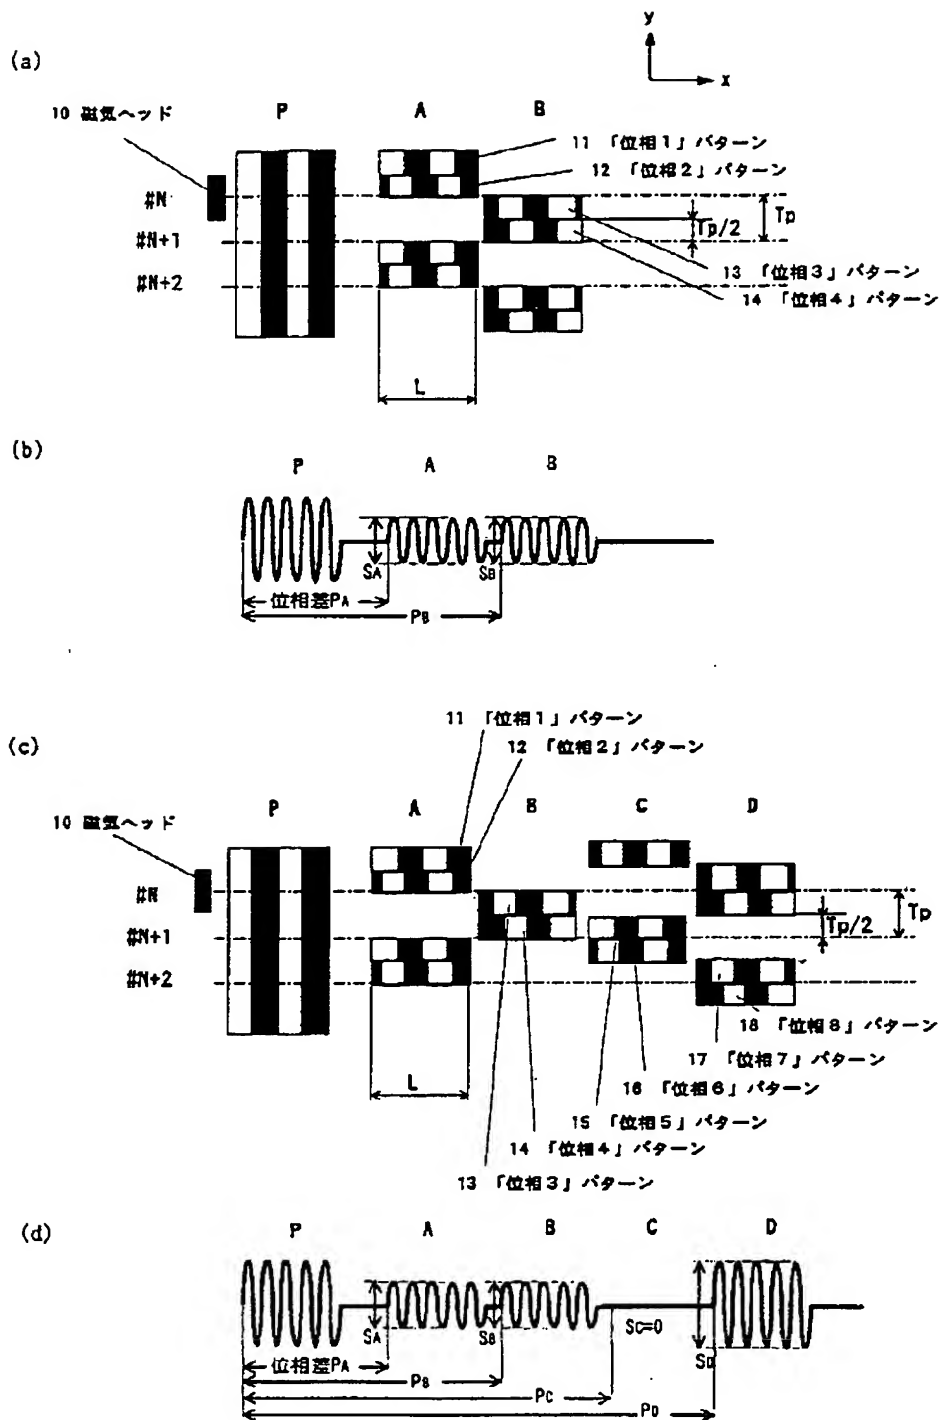 (a)
y
x
10 磁気ヘッド
P A B
11 「位相1」パターン
12 「位相2」パターン
#N
#N+1
#N+2
Tp/2
Tp
13 「位相3」パターン
14 「位相4」パターン
L
(b)
P A B
SA
SB
位相差PA
PB
(c)
11 「位相1」パターン
12 「位相2」パターン
P A B C D
10 磁気ヘッド
#N
#N+1
#N+2
Tp/2
Tp
18 「位相8」パターン
17 「位相7」パターン
L
16 「位相6」パターン
15 「位相5」パターン
14 「位相4」パターン
13 「位相3」パターン
(d)
P A B C D
SA
SB
SC=0
SD
位相差PA
PB
PC
PD